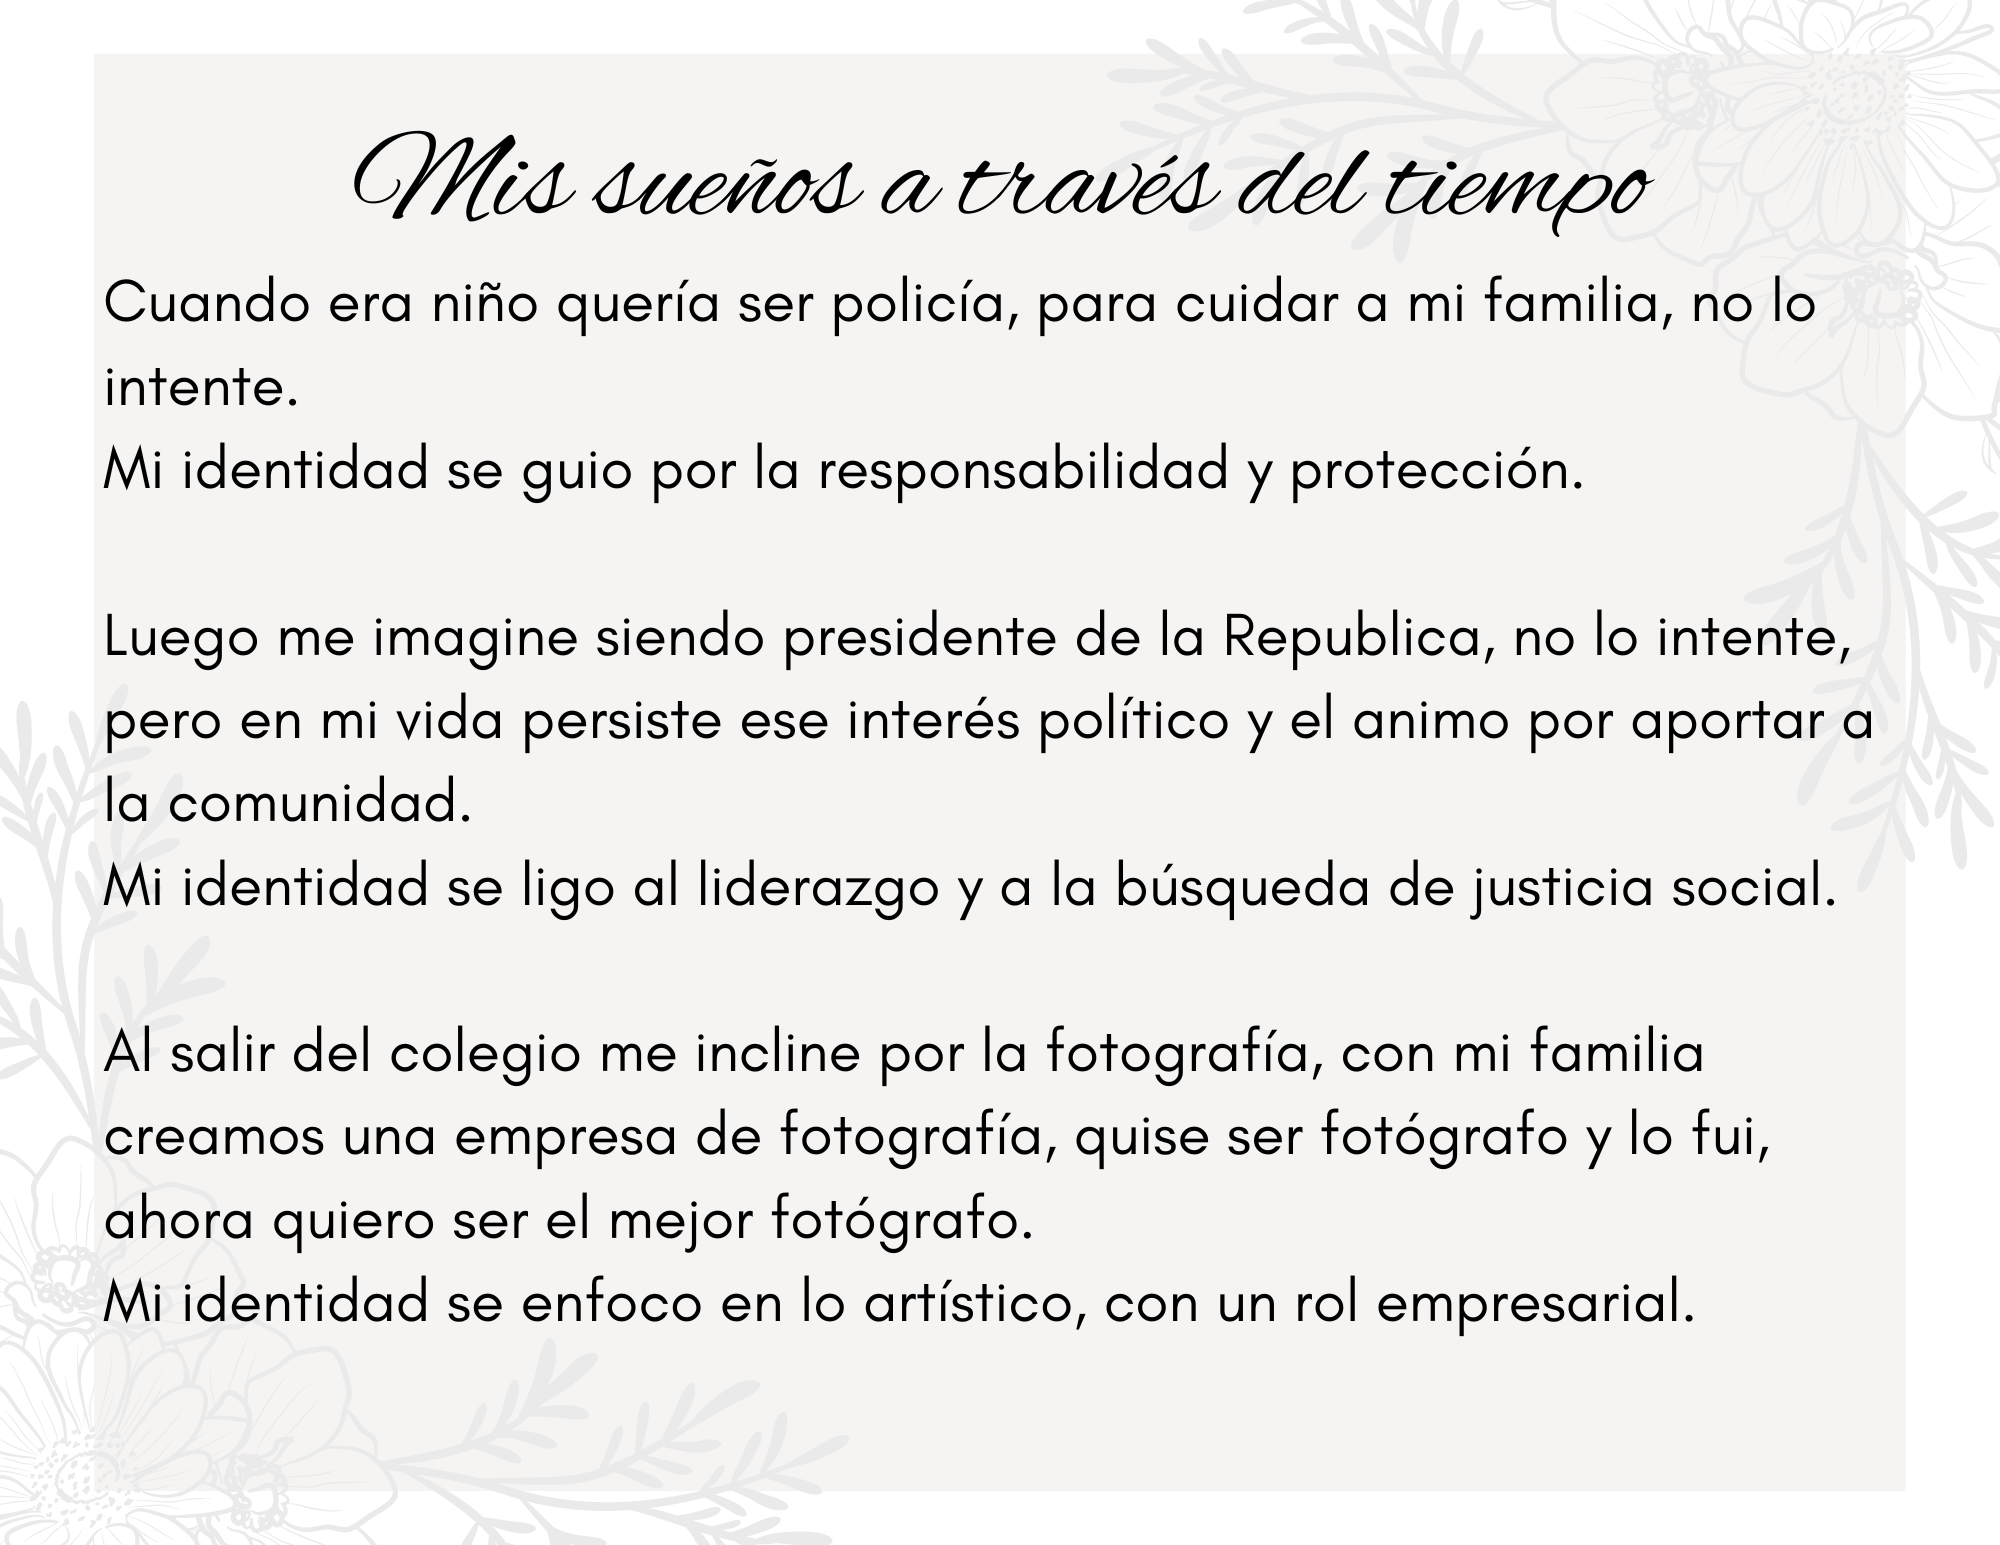 Mis sueños a través del tiempo
Cuando era niño quería ser policía, para cuidar a mi familia, no lo
intente.
Mi identidad se guio por la responsabilidad y protección.
Luego me imagine siendo presidente de la Republica, no lo intente,
pero en mi vida persiste ese interés político y el animo por aportar a
la comunidad.
Mi identidad se ligo al liderazgo y a la búsqueda de justicia social.
Al salir del colegio me incline por la fotografía, con mi familia
creamos una empresa de fotografía, quise ser fotógrafo y lo fui,
ahora quiero ser el mejor fotógrafo.
Mi identidad se enfoco en lo artístico, con un rol empresarial.